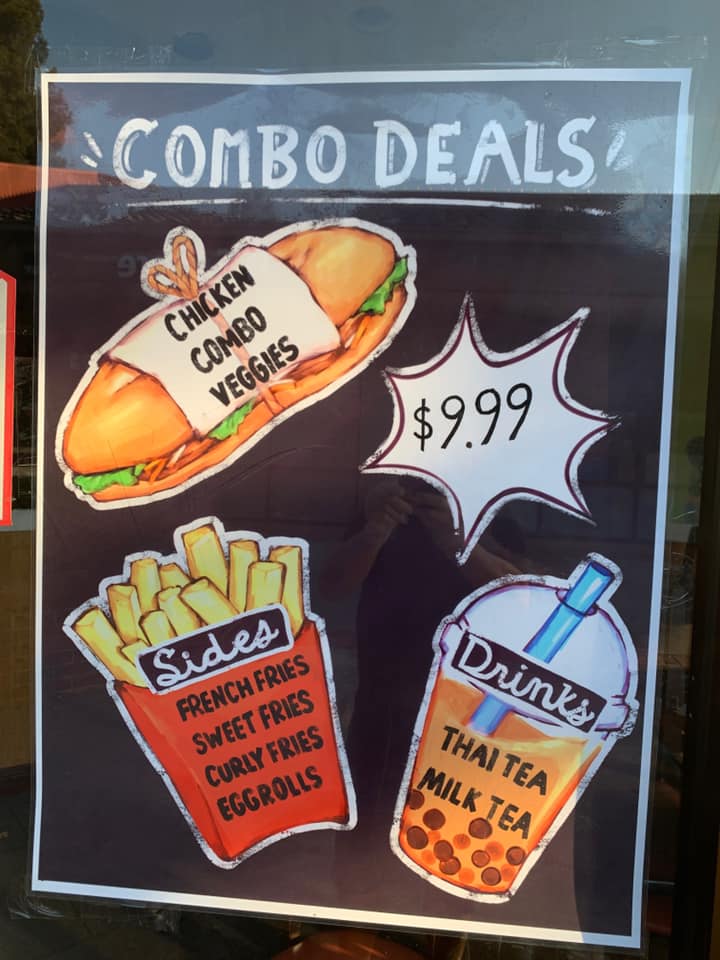 COMBO DEALS
CHICKEN
COMBO
VEGGIES
$9.99
Sides
FRENCH FRIES
SWEET FRIES
CURLY FRIES
EGGROLLS
Drinks
THAI TEA
MILK TEA